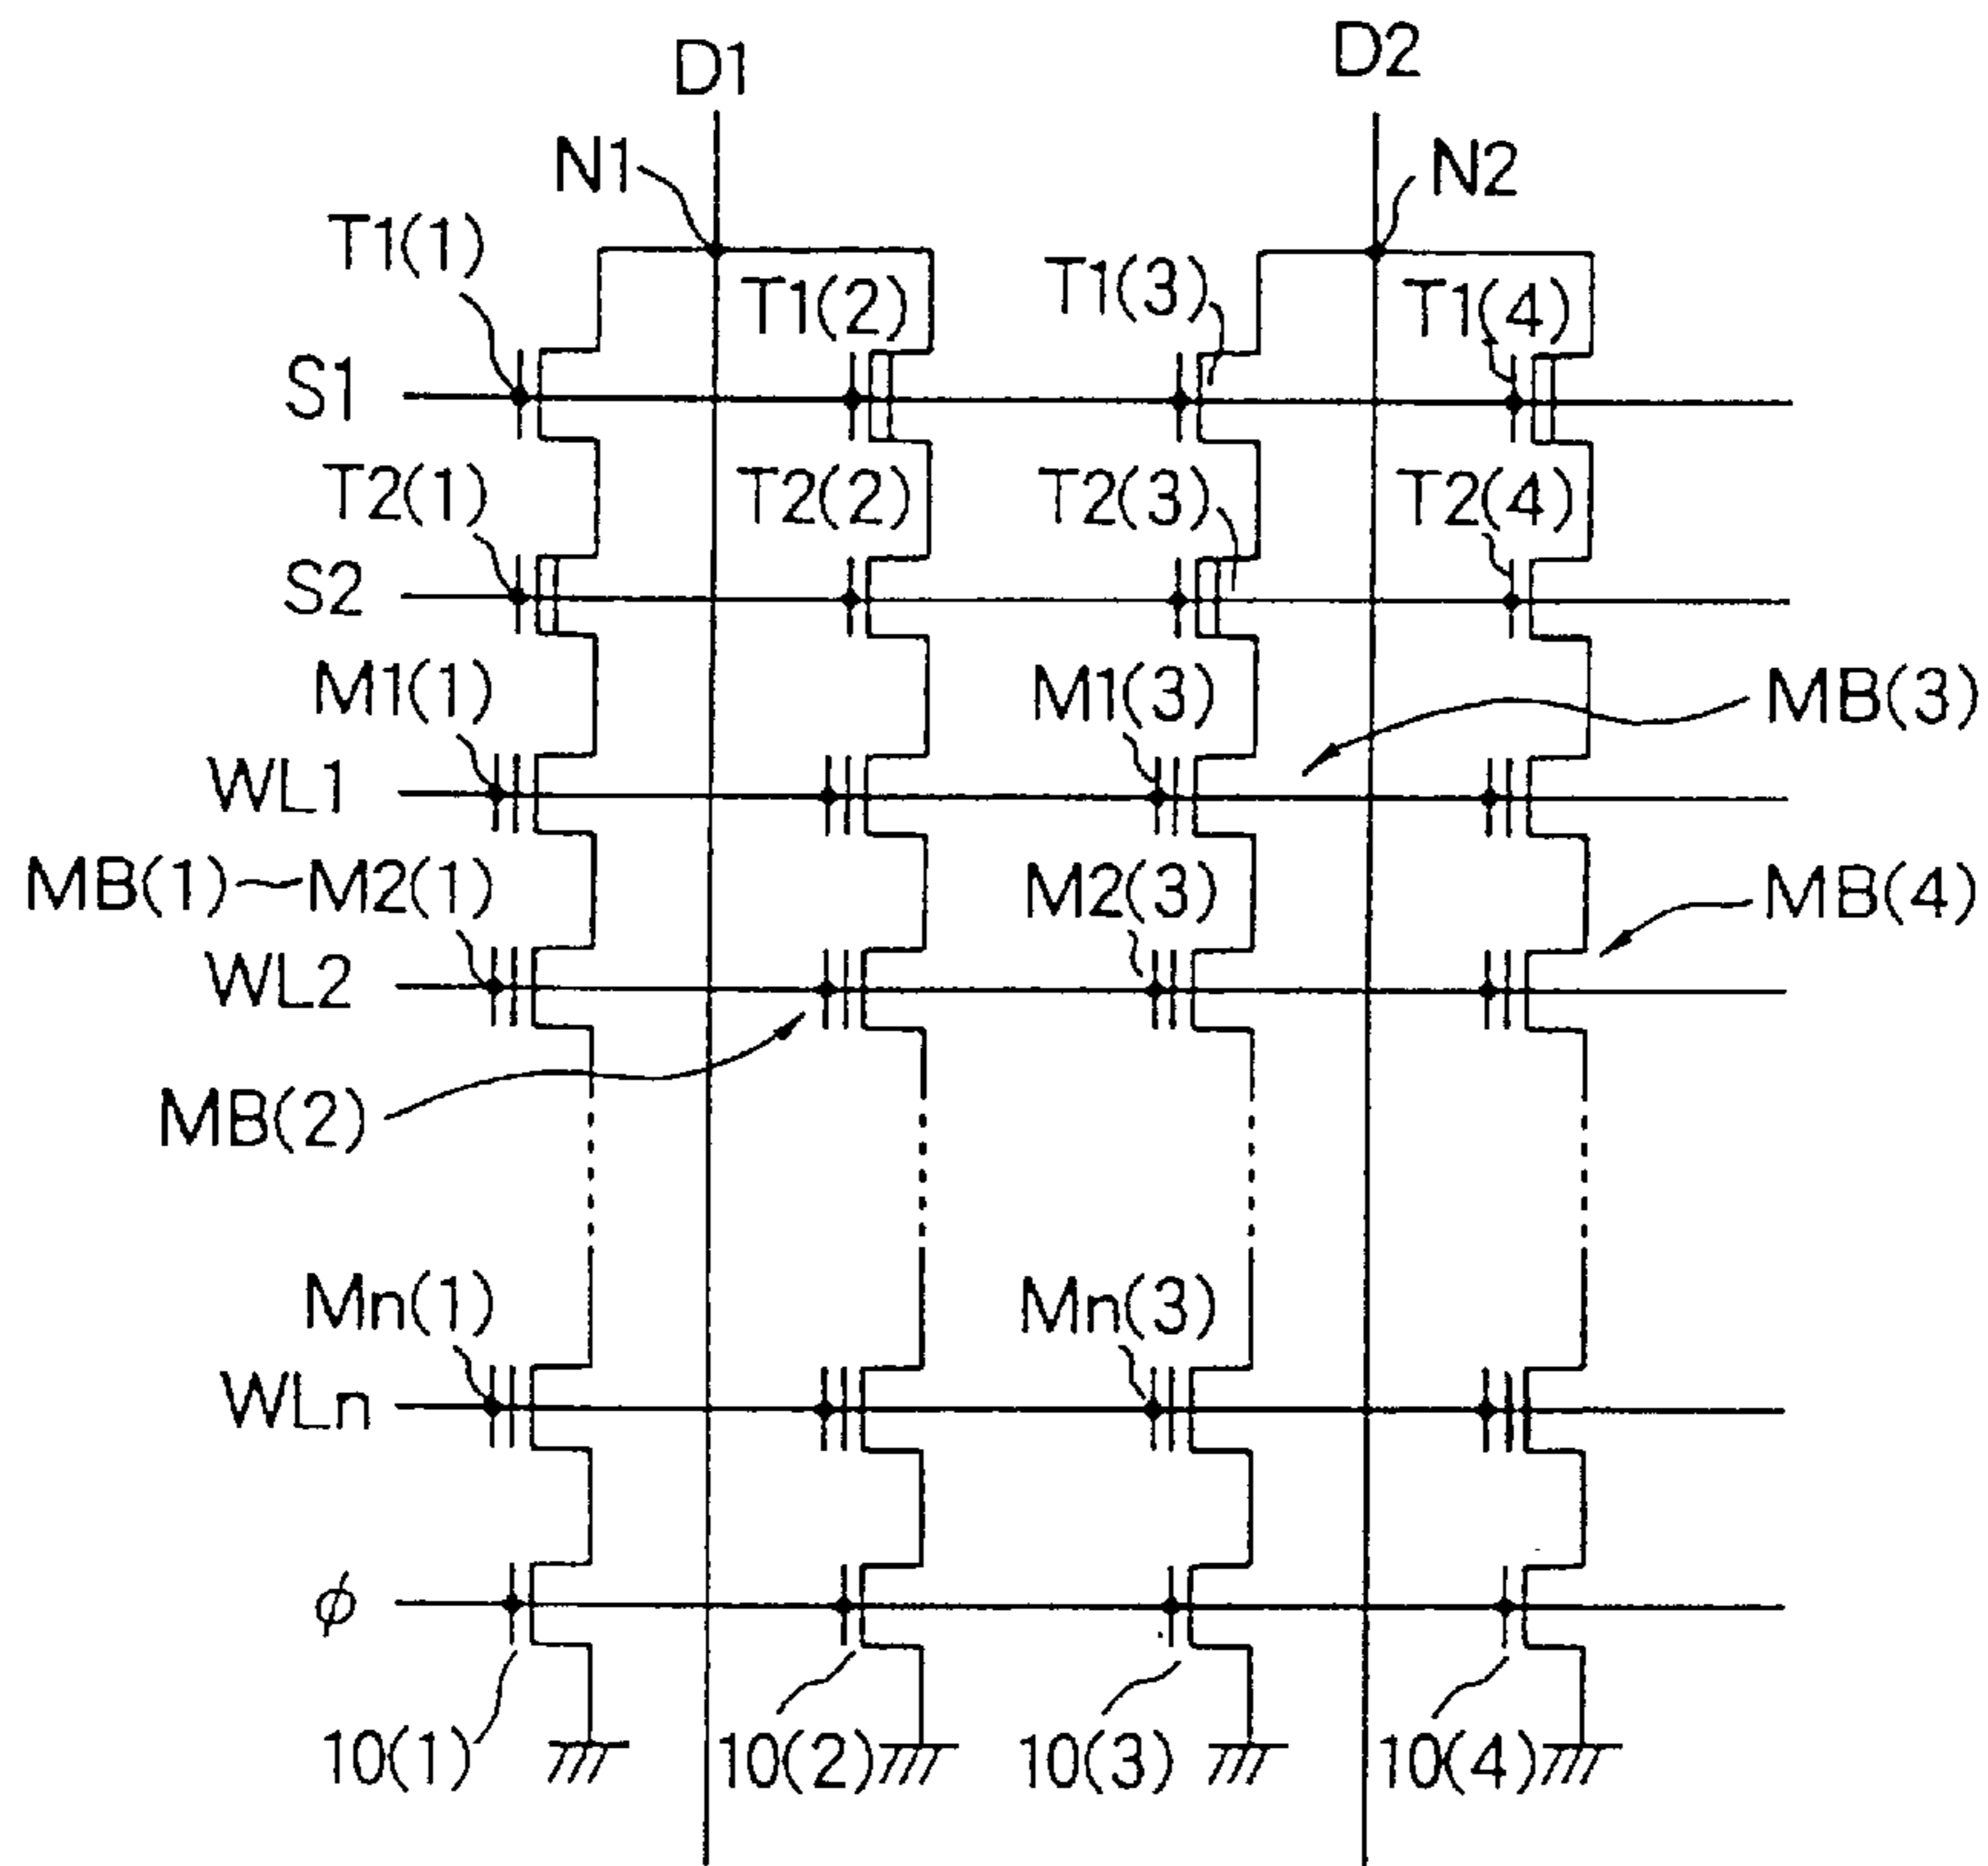 D1
D2
N1
N2
T1(1)
T1(2)
T1(3)
T1(4)
S1
T2(1)
T2(2)
T2(3)
T2(4)
S2
M1(1)
M1(3)
MB(3)
WL1
MB(1)~M2(1)
M2(3)
MB(4)
WL2
MB(2)
Mn(1)
Mn(3)
WLn
ϕ
10(1)
10(2)
10(3)
10(4)